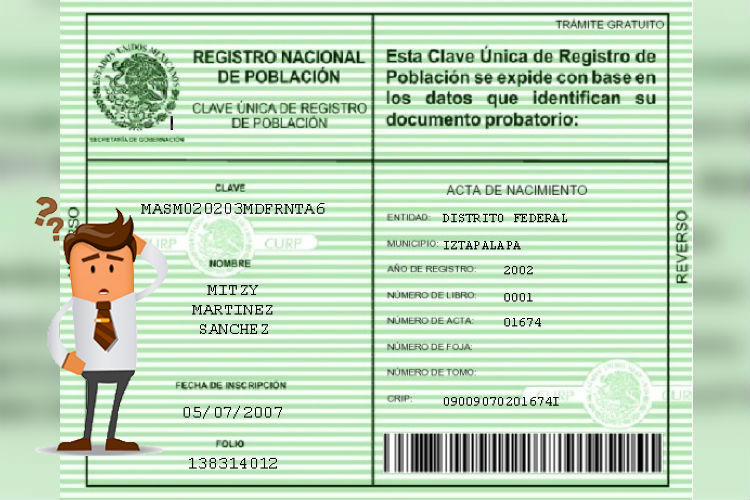 TRÁMITE GRATUITO
ESTADOS UNIDOS MEXICANOS
SECRETARÍA DE GOBERNACIÓN
REGISTRO NACIONAL
DE POBLACIÓN
CLAVE ÚNICA DE REGISTRO
DE POBLACIÓN
Esta Clave Única de Registro de
Población se expide con base en
los datos que identifican su
documento probatorio:
CLAVE
MASM020203MDFRNTA6
CURP
CURP
NOMBRE
MITZY
MARTINEZ
SANCHEZ
FECHA DE INSCRIPCIÓN
05/07/2007
FOLIO
138314012
ACTA DE NACIMIENTO
ENTIDAD: DISTRITO FEDERAL
MUNICIPIO: IZTAPALAPA
AÑO DE REGISTRO: 2002
NÚMERO DE LIBRO: 0001
NÚMERO DE ACTA: 01674
NÚMERO DE FOJA:
NÚMERO DE TOMO:
CRIP: 09009070201674I
CURP
REVERSO
??